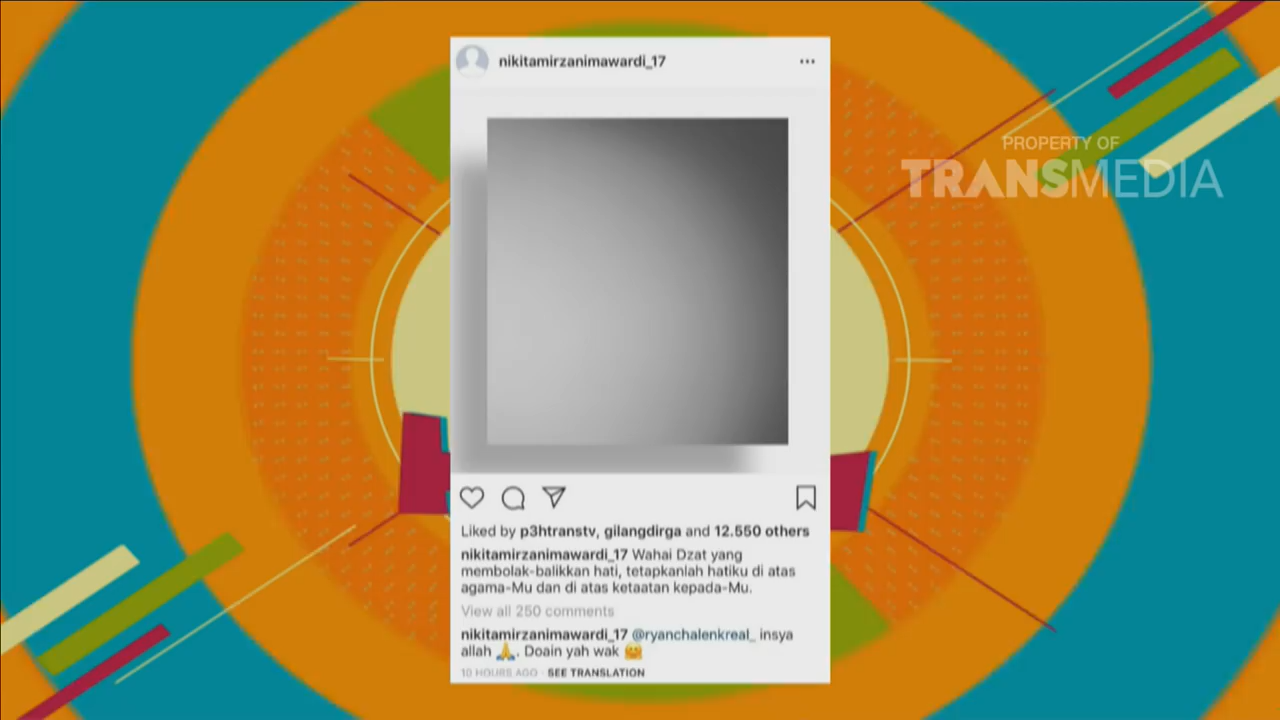 nikitamirzanimawardi_17
PROPERTY OF
TRANSMEDIA
Liked by p3htranstv, gilangdirga and 12.550 others
nikitamirzanimawardi_17 Wahai Dzat yang
membolak-balikkan hati, tetapkanlah hatiku di atas
agama-Mu dan di atas ketaatan kepada-Mu.
View all 250 comments
nikitamirzanimawardi_17 @ryanchalenkreal_ insya
allah 🙏. Doain yah wak 🤗
10 HOURS AGO · SEE TRANSLATION